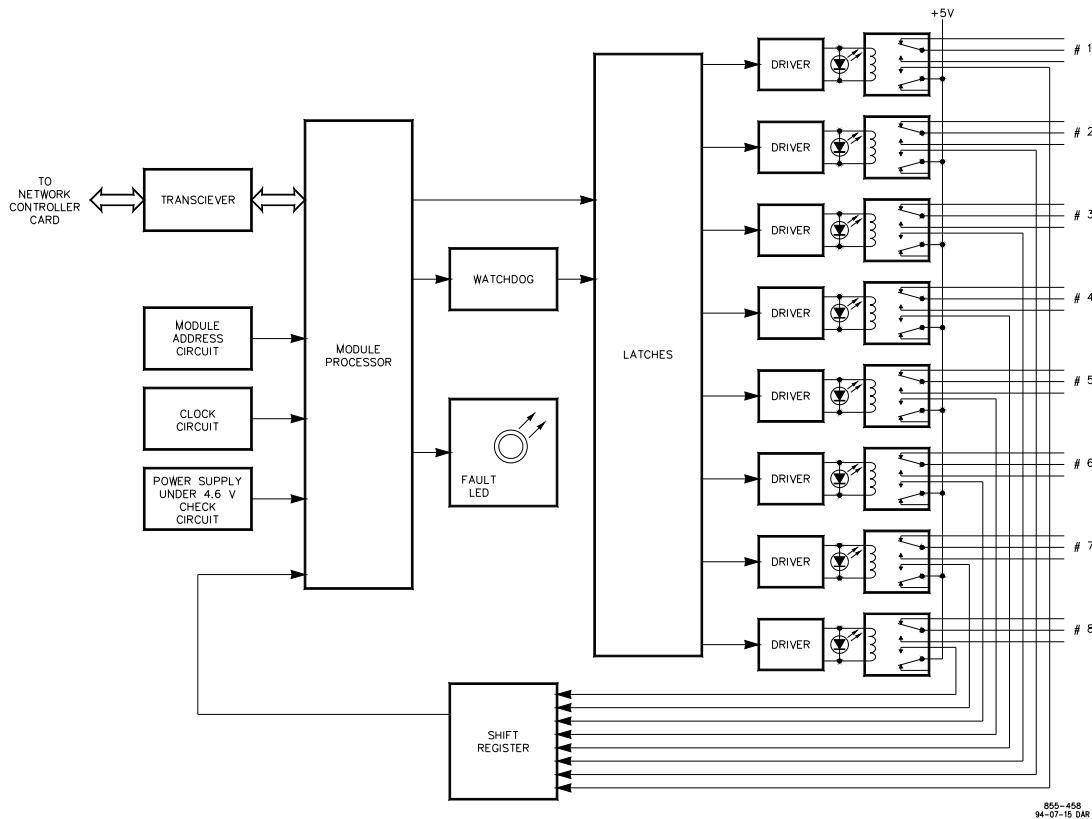 +5V
DRIVER
# 1
DRIVER
# 2
TO
NETWORK
CONTROLLER
CARD
TRANSCIEVER
DRIVER
# 3
WATCHDOG
DRIVER
# 4
MODULE
ADDRESS
CIRCUIT
MODULE
PROCESSOR
LATCHES
DRIVER
# 5
CLOCK
CIRCUIT
FAULT
LED
DRIVER
# 6
POWER SUPPLY
UNDER 4.6 V
CHECK
CIRCUIT
DRIVER
# 7
DRIVER
# 8
SHIFT
REGISTER
855-458
94-07-15 DAR